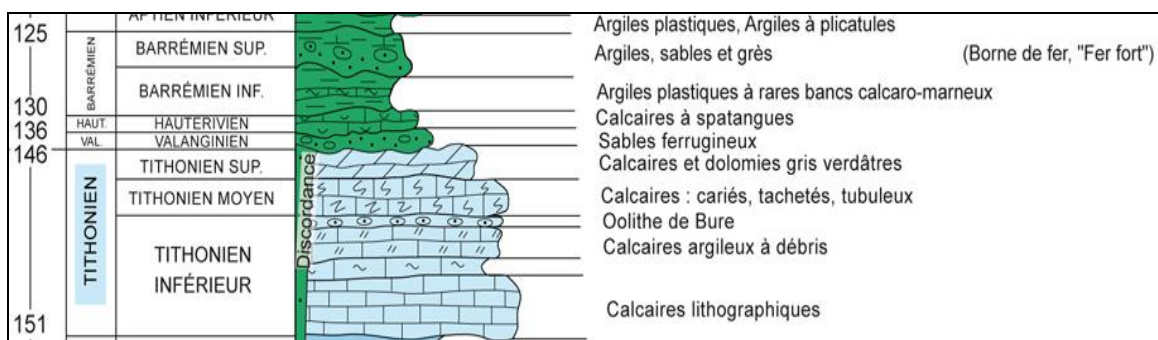 APTIEN INFÉRIEUR
Argiles plastiques, Argiles à plicatules
125
BARRÉMIEN
BARRÉMIEN SUP.
Argiles, sables et grès (Borne de fer, "Fer fort")
BARRÉMIEN INF.
Argiles plastiques à rares bancs calcaro-marneux
130
HAUT. HAUTERIVIEN Calcaires à spatangues
136
VAL. VALANGINIEN Sables ferrugineux
146
TITHONIEN
TITHONIEN SUP. Calcaires et dolomies gris verdâtres
TITHONIEN MOYEN Calcaires : cariés, tachetés, tubuleux
Discordance
Oolithe de Bure
TITHONIEN
INFÉRIEUR
Calcaires argileux à débris
Calcaires lithographiques
151